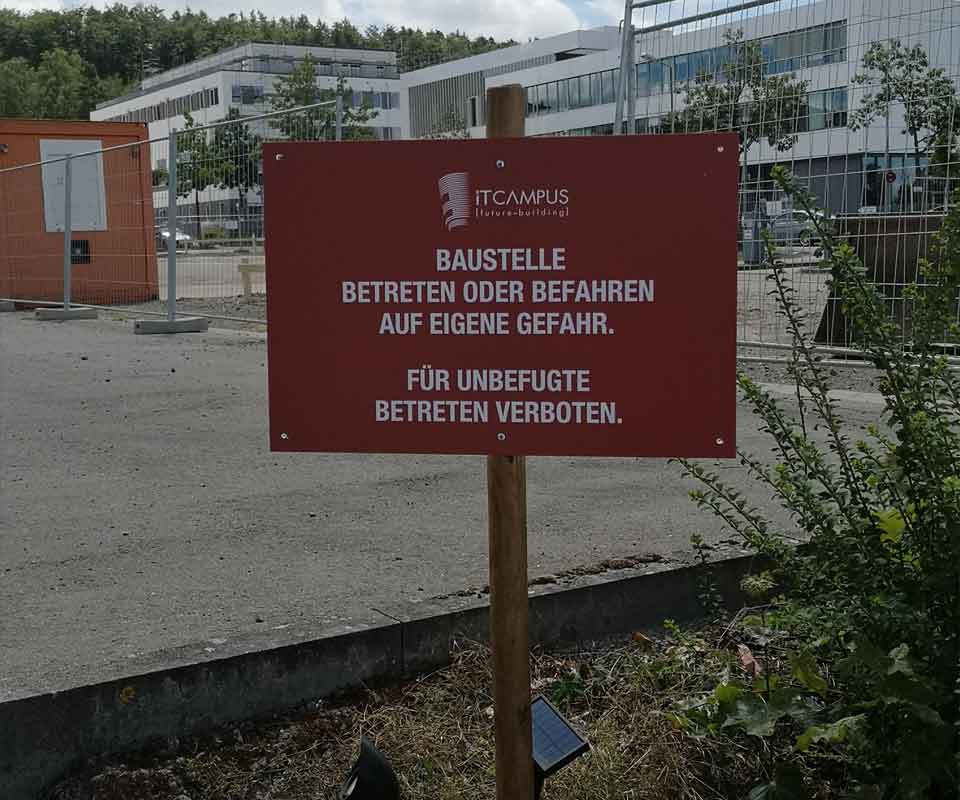 iTCAMPUS
[future-building]
BAUSTELLE
BETRETEN ODER BEFAHREN
AUF EIGENE GEFAHR.
FÜR UNBEFUGTE
BETRETEN VERBOTEN.